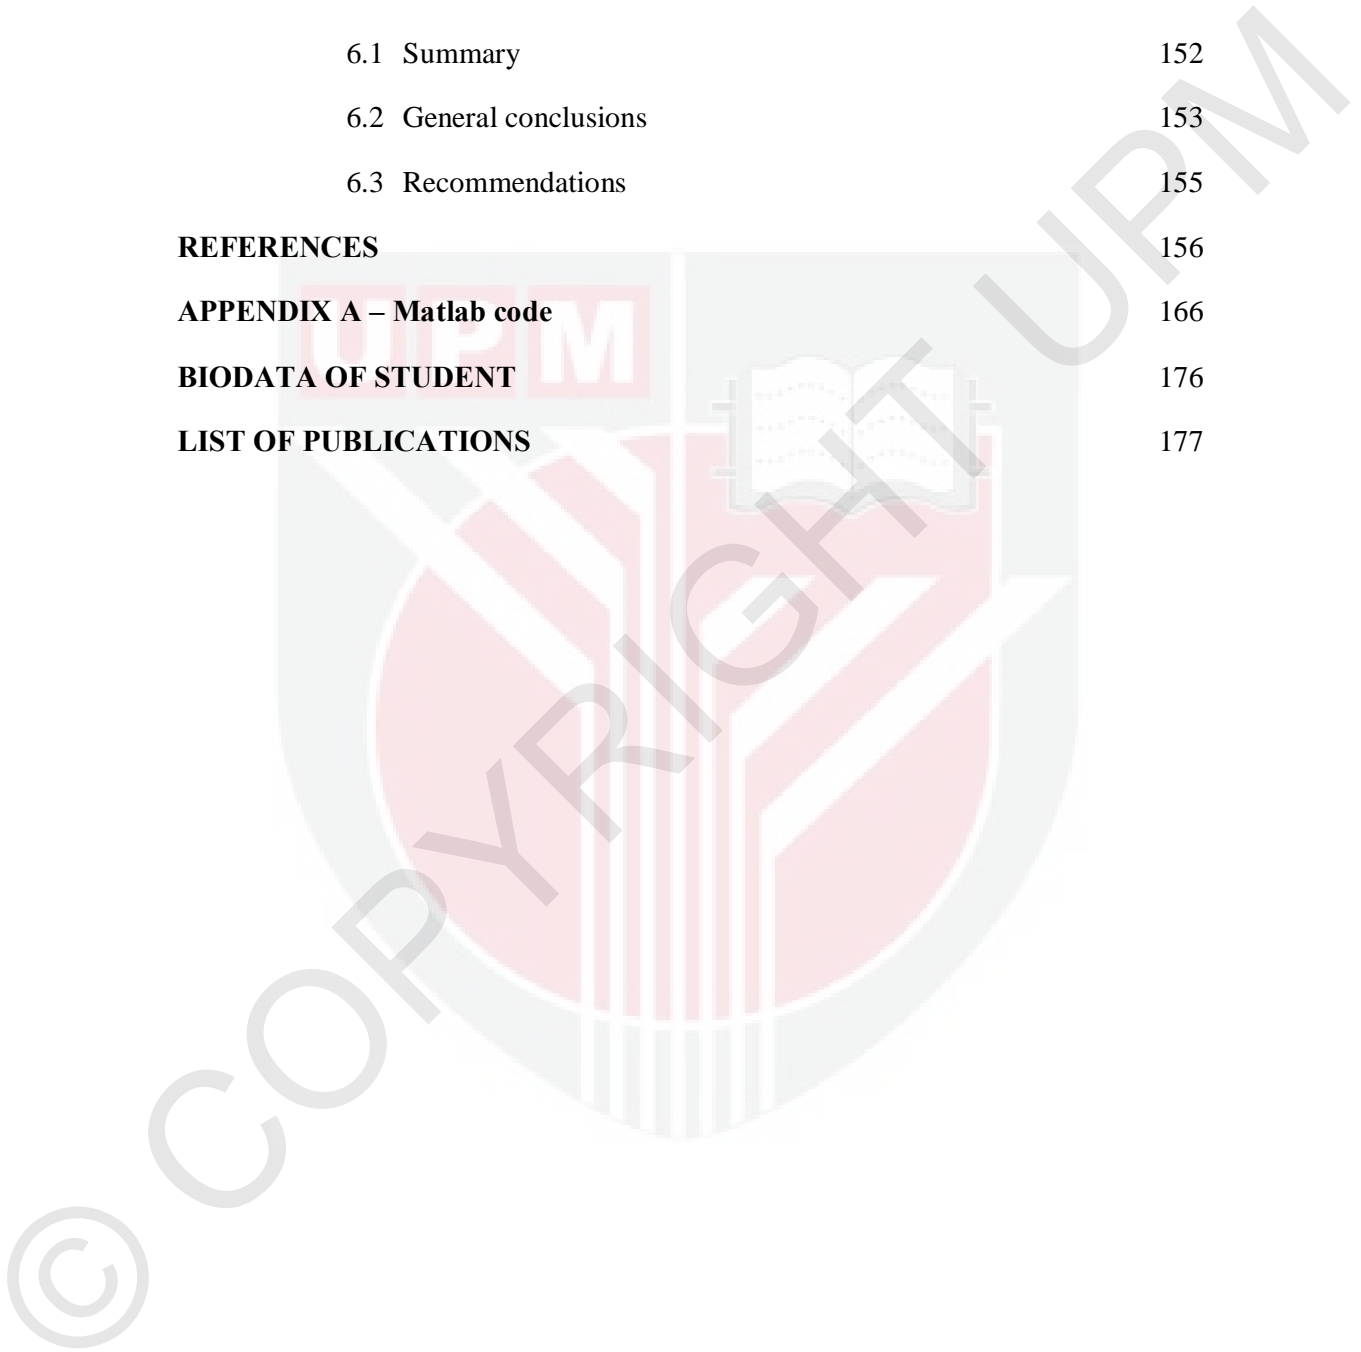 6.1 Summary 152
6.2 General conclusions 153
6.3 Recommendations 155
REFERENCES 156
APPENDIX A – Matlab code 166
BIODATA OF STUDENT 176
LIST OF PUBLICATIONS 177
UPM
© COPYRIGHT UPM